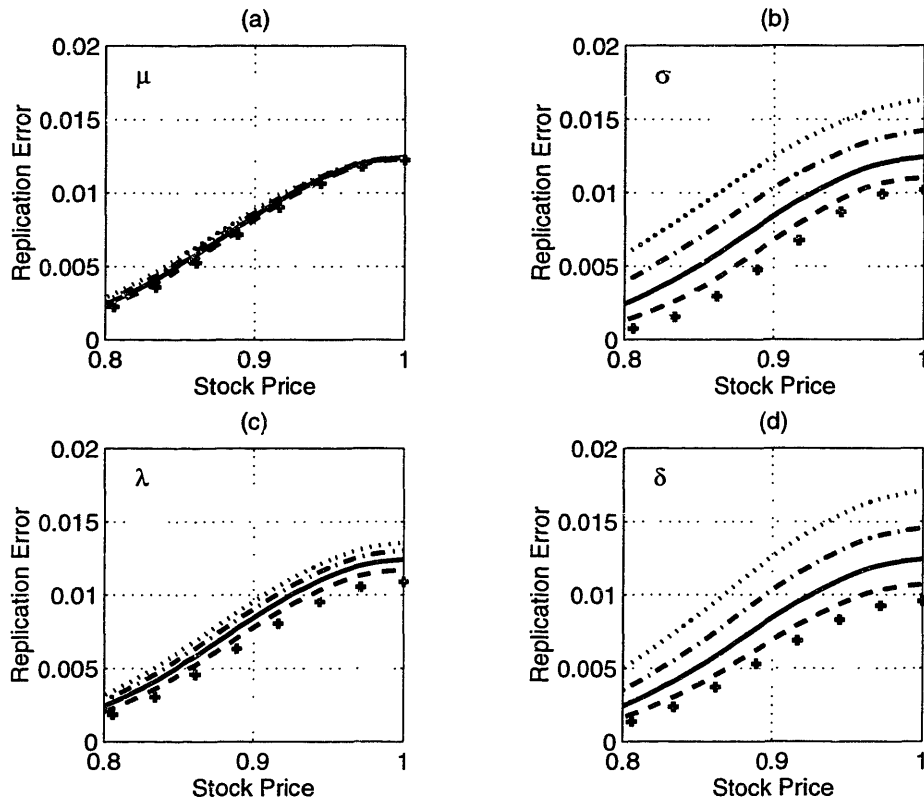 (a)
0.02
0.015
0.01
0.005
0
μ
Replication Error
0.8
0.9
1
Stock Price
(b)
0.02
0.015
0.01
0.005
0
σ
Replication Error
0.8
0.9
1
Stock Price
(c)
0.02
0.015
0.01
0.005
0
λ
Replication Error
0.8
0.9
1
Stock Price
(d)
0.02
0.015
0.01
0.005
0
δ
Replication Error
0.8
0.9
1
Stock Price